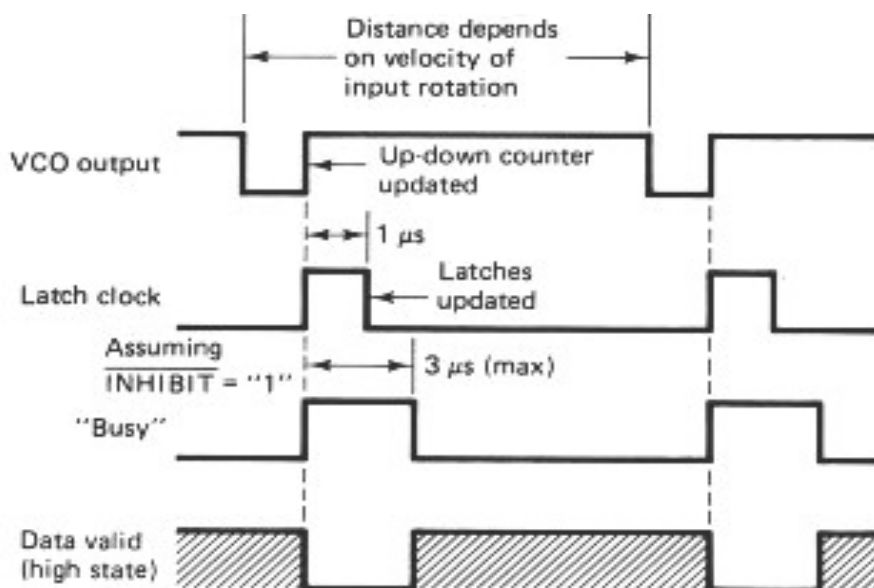 Distance depends
on velocity of
input rotation
VCO output
Up-down counter
updated
1 μs
Latch clock
Latches
updated
Assuming
INHIBIT = "1"
3 μs (max)
"Busy"
Data valid
(high state)